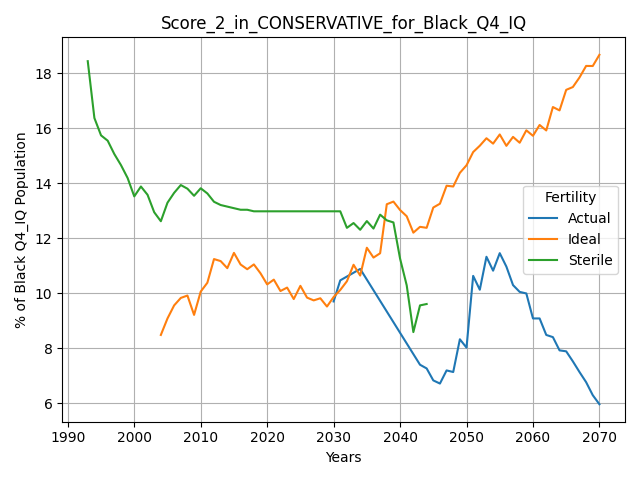 Score_2_in_CONSERVATIVE_for_Black_Q4_IQ
% of Black Q4_IQ Population
18
16
14
12
10
8
6
Fertility
Actual
Ideal
Sterile
1990 2000 2010 2020 2030 2040 2050 2060 2070
Years